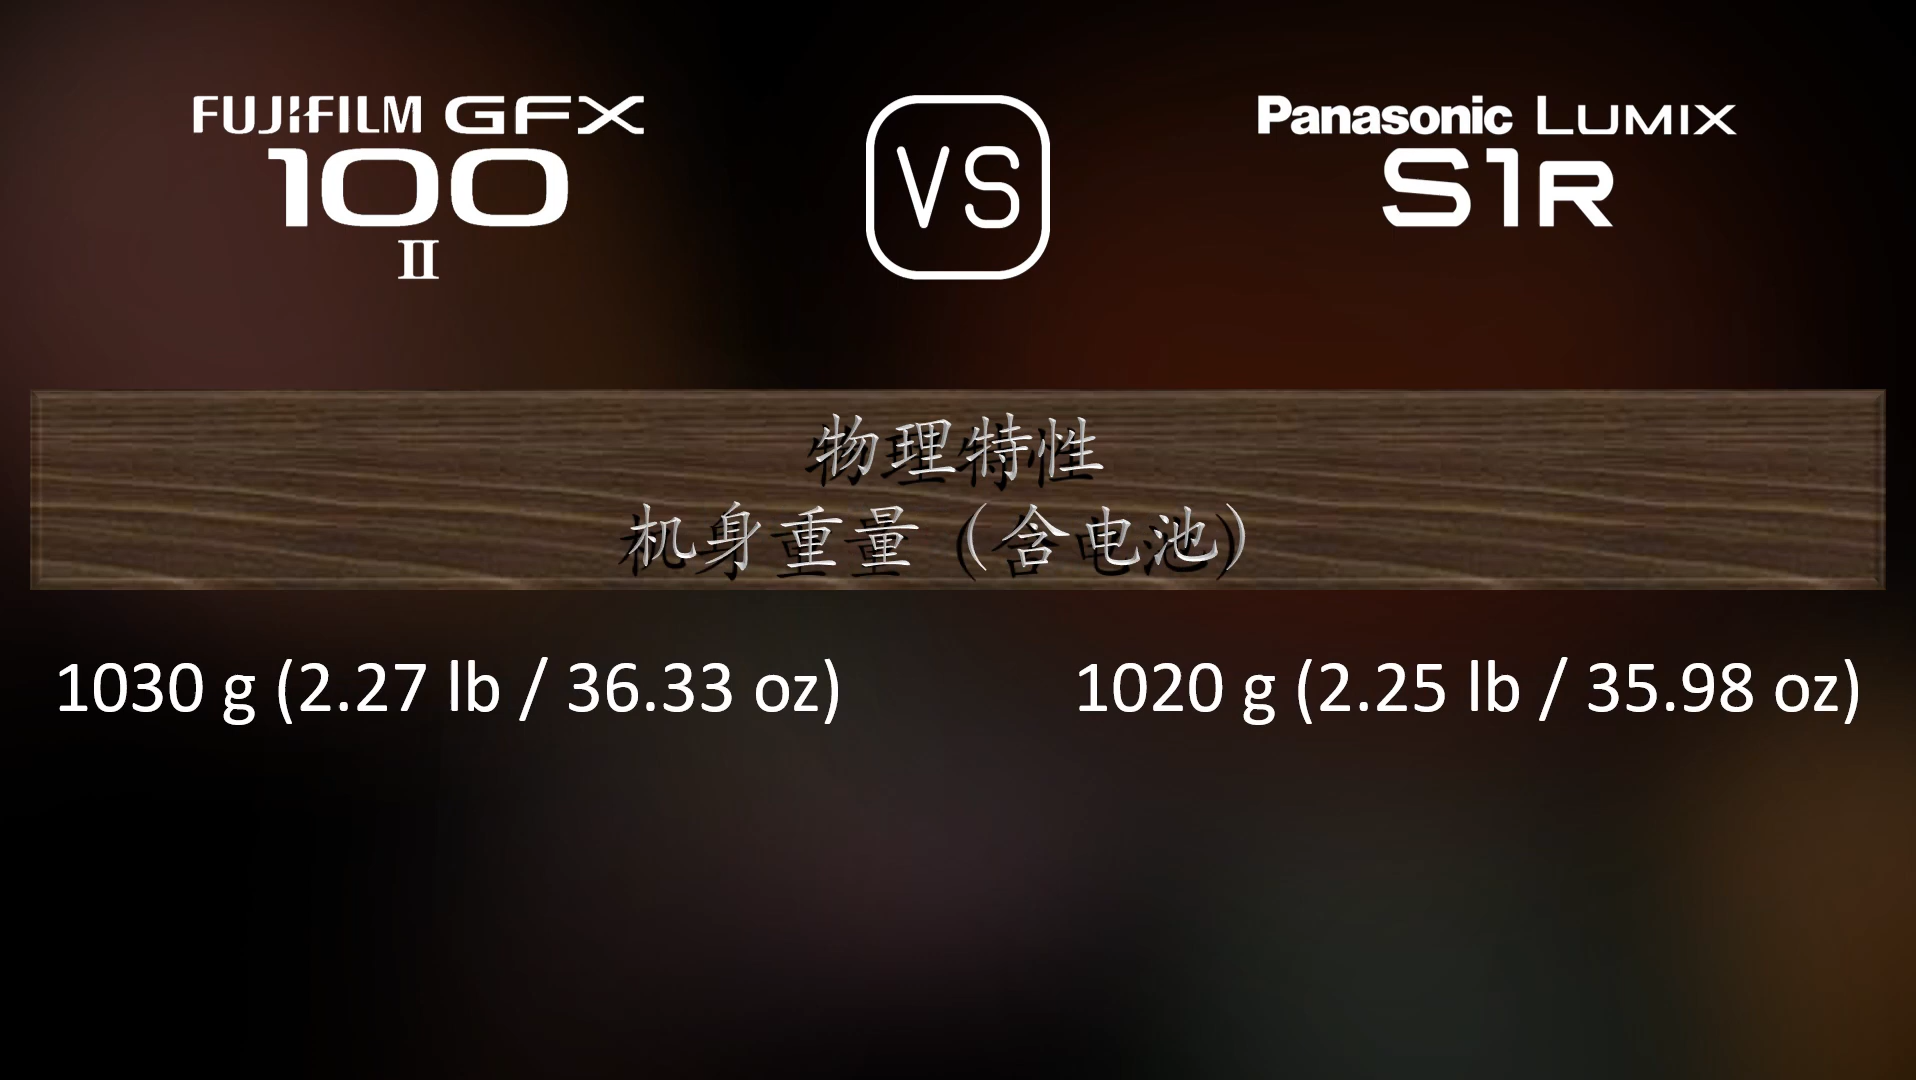 FUJIFILM GFX
100
II
VS
Panasonic LUMIX
S1R
物理特性
机身重量（含电池）
1030 g (2.27 lb / 36.33 oz)
1020 g (2.25 lb / 35.98 oz)